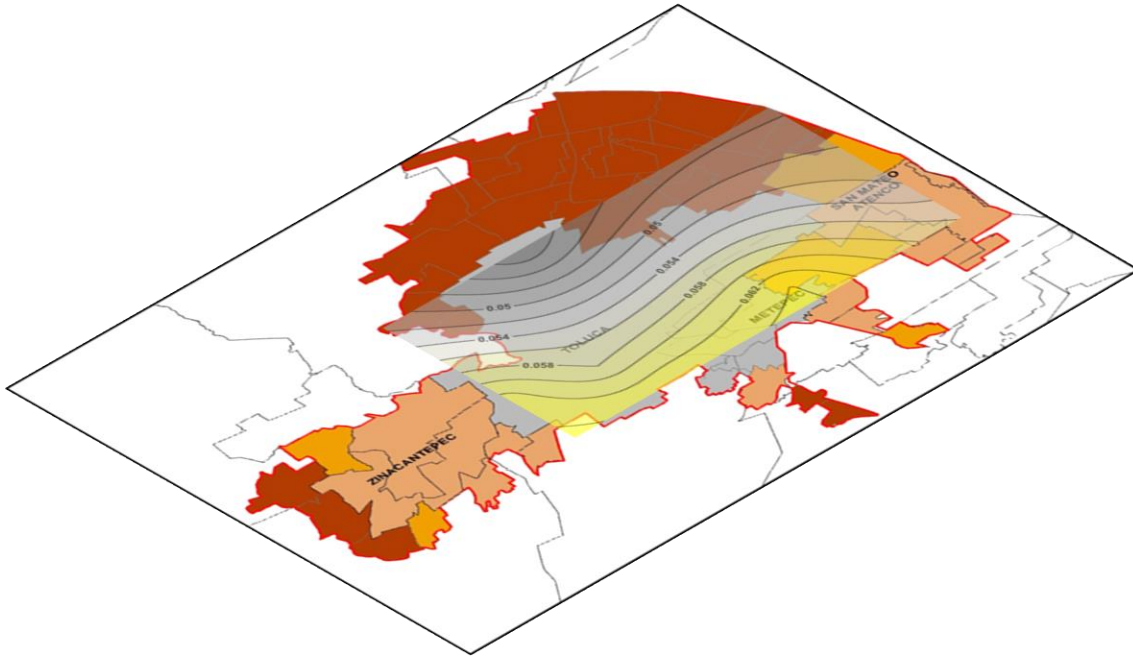 SAN MATEO
ATENCO
0.05
0.054
0.058
0.062
METEPEC
0.05
0.054
TOLUCA
0.058
ZINACANTEPEC